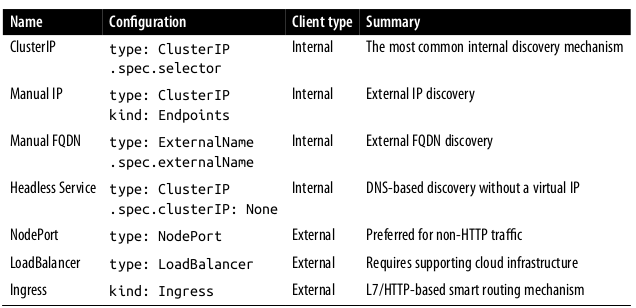 Name Configuration Client type Summary
ClusterIP type: ClusterIP Internal The most common internal discovery mechanism
.spec.selector
Manual IP type: ClusterIP Internal External IP discovery
kind: Endpoints
Manual FQDN type: ExternalName Internal External FQDN discovery
.spec.externalName
Headless Service type: ClusterIP Internal DNS-based discovery without a virtual IP
.spec.clusterIP: None
NodePort type: NodePort External Preferred for non-HTTP traffic
LoadBalancer type: LoadBalancer External Requires supporting cloud infrastructure
Ingress kind: Ingress External L7/HTTP-based smart routing mechanism